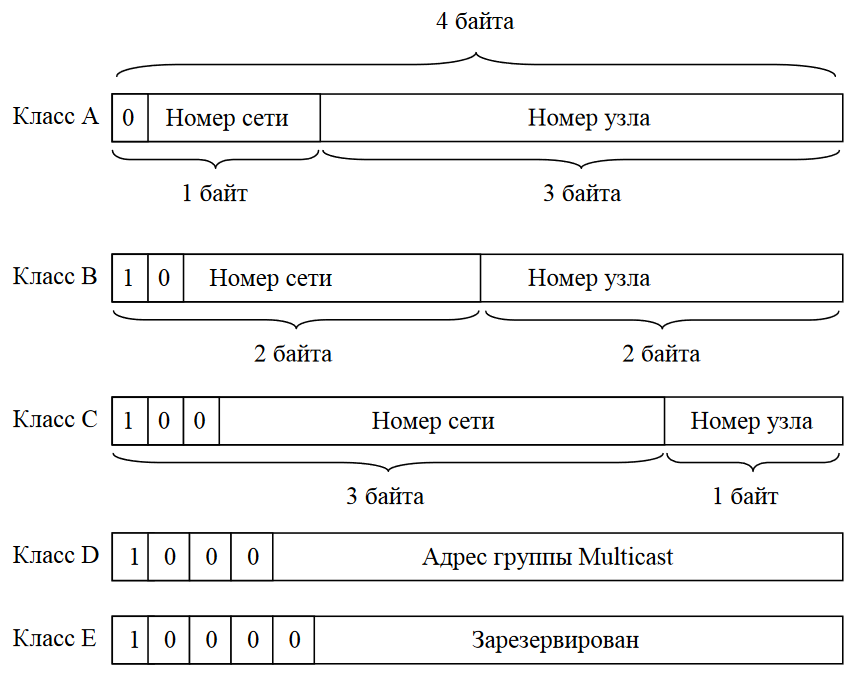 4 байта
Класс A 0 Номер сети Номер узла
1 байт 3 байта
Класс B 1 0 Номер сети Номер узла
2 байта 2 байта
Класс C 1 0 0 Номер сети Номер узла
3 байта 1 байт
Класс D 1 0 0 0 Адрес группы Multicast
Класс E 1 0 0 0 0 Зарезервирован